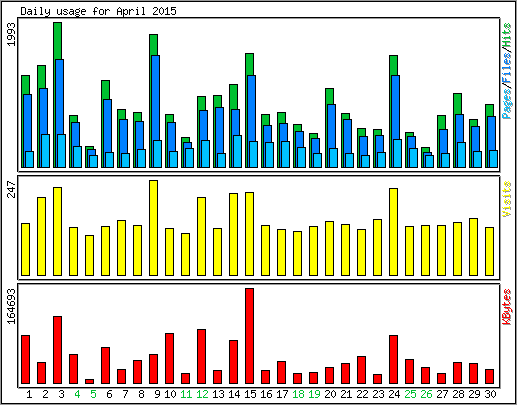 Daily usage for April 2015
1993
Pages/Files/Hits
247
Visits
164693
KBytes
1 2 3 4 5 6 7 8 9 10 11 12 13 14 15 16 17 18 19 20 21 22 23 24 25 26 27 28 29 30